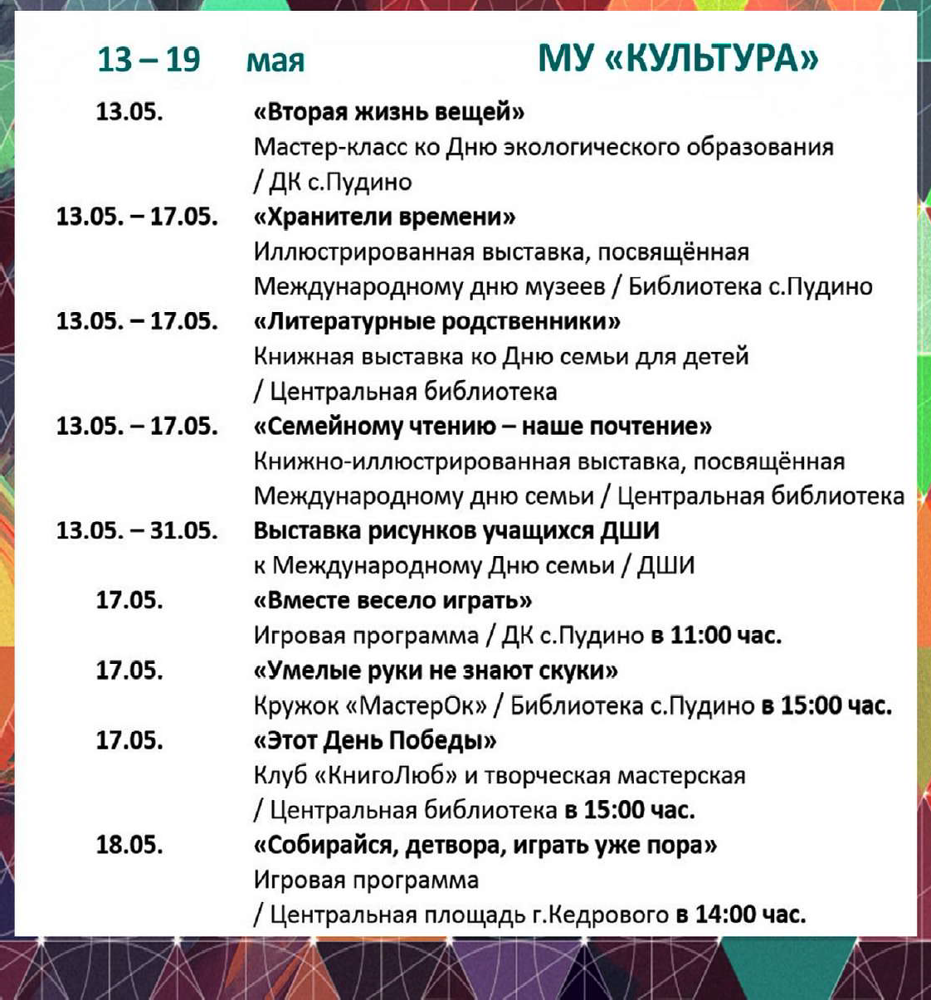 13 – 19 мая МУ «КУЛЬТУРА»
13.05. «Вторая жизнь вещей»
Мастер-класс ко Дню экологического образования
/ ДК с.Пудино
13.05. – 17.05. «Хранители времени»
Иллюстрированная выставка, посвящённая
Международному дню музеев / Библиотека с.Пудино
13.05. – 17.05. «Литературные родственники»
Книжная выставка ко Дню семьи для детей
/ Центральная библиотека
13.05. – 17.05. «Семейному чтению – наше почтение»
Книжно-иллюстрированная выставка, посвящённая
Международному дню семьи / Центральная библиотека
13.05. – 31.05. Выставка рисунков учащихся ДШИ
к Международному Дню семьи / ДШИ
17.05. «Вместе весело играть»
Игровая программа / ДК с.Пудино в 11:00 час.
17.05. «Умелые руки не знают скуки»
Кружок «МастерОк» / Библиотека с.Пудино в 15:00 час.
17.05. «Этот День Победы»
Клуб «КнигоЛюб» и творческая мастерская
/ Центральная библиотека в 15:00 час.
18.05. «Собирайся, детвора, играть уже пора»
Игровая программа
/ Центральная площадь г.Кедрового в 14:00 час.